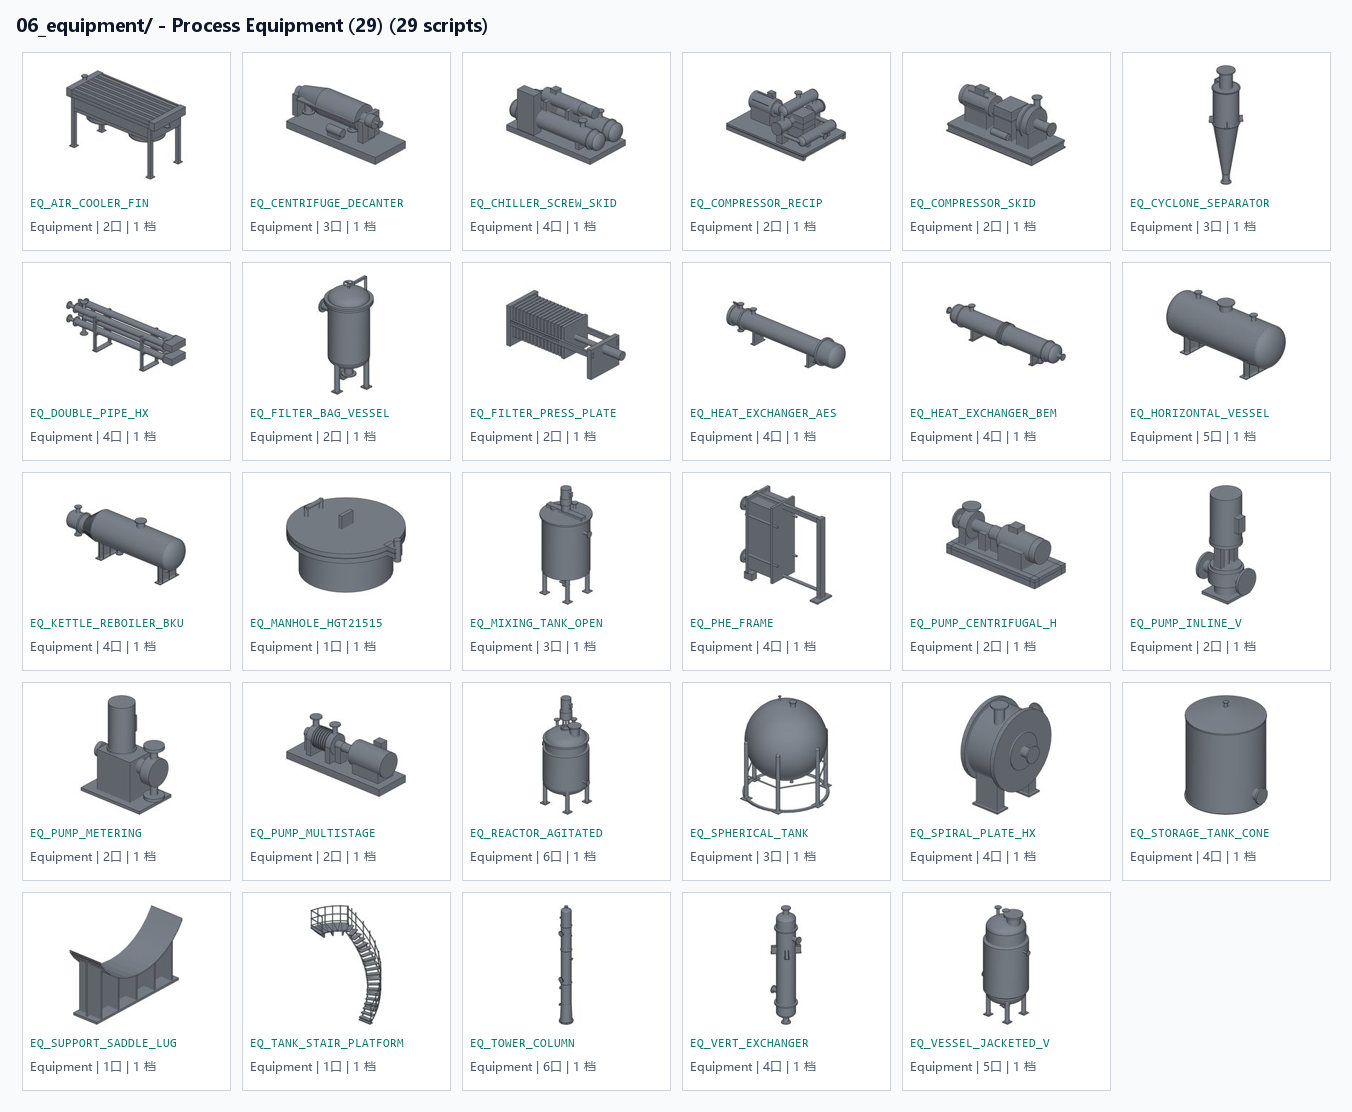 06_equipment/ - Process Equipment (29) (29 scripts)
EQ_AIR_COOLER_FIN
Equipment | 2口 | 1 档
EQ_CENTRIFUGE_DECANTER
Equipment | 3口 | 1 档
EQ_CHILLER_SCREW_SKID
Equipment | 4口 | 1 档
EQ_COMPRESSOR_RECIP
Equipment | 2口 | 1 档
EQ_COMPRESSOR_SKID
Equipment | 2口 | 1 档
EQ_CYCLONE_SEPARATOR
Equipment | 3口 | 1 档
EQ_DOUBLE_PIPE_HX
Equipment | 4口 | 1 档
EQ_FILTER_BAG_VESSEL
Equipment | 2口 | 1 档
EQ_FILTER_PRESS_PLATE
Equipment | 2口 | 1 档
EQ_HEAT_EXCHANGER_AES
Equipment | 4口 | 1 档
EQ_HEAT_EXCHANGER_BEM
Equipment | 4口 | 1 档
EQ_HORIZONTAL_VESSEL
Equipment | 5口 | 1 档
EQ_KETTLE_REBOILER_BKU
Equipment | 4口 | 1 档
EQ_MANHOLE_HGT21515
Equipment | 1口 | 1 档
EQ_MIXING_TANK_OPEN
Equipment | 3口 | 1 档
EQ_PHE_FRAME
Equipment | 4口 | 1 档
EQ_PUMP_CENTRIFUGAL_H
Equipment | 2口 | 1 档
EQ_PUMP_INLINE_V
Equipment | 2口 | 1 档
EQ_PUMP_METERING
Equipment | 2口 | 1 档
EQ_PUMP_MULTISTAGE
Equipment | 2口 | 1 档
EQ_REACTOR_AGITATED
Equipment | 6口 | 1 档
EQ_SPHERICAL_TANK
Equipment | 3口 | 1 档
EQ_SPIRAL_PLATE_HX
Equipment | 4口 | 1 档
EQ_STORAGE_TANK_CONE
Equipment | 4口 | 1 档
EQ_SUPPORT_SADDLE_LUG
Equipment | 1口 | 1 档
EQ_TANK_STAIR_PLATFORM
Equipment | 1口 | 1 档
EQ_TOWER_COLUMN
Equipment | 6口 | 1 档
EQ_VERT_EXCHANGER
Equipment | 4口 | 1 档
EQ_VESSEL_JACKETED_V
Equipment | 5口 | 1 档